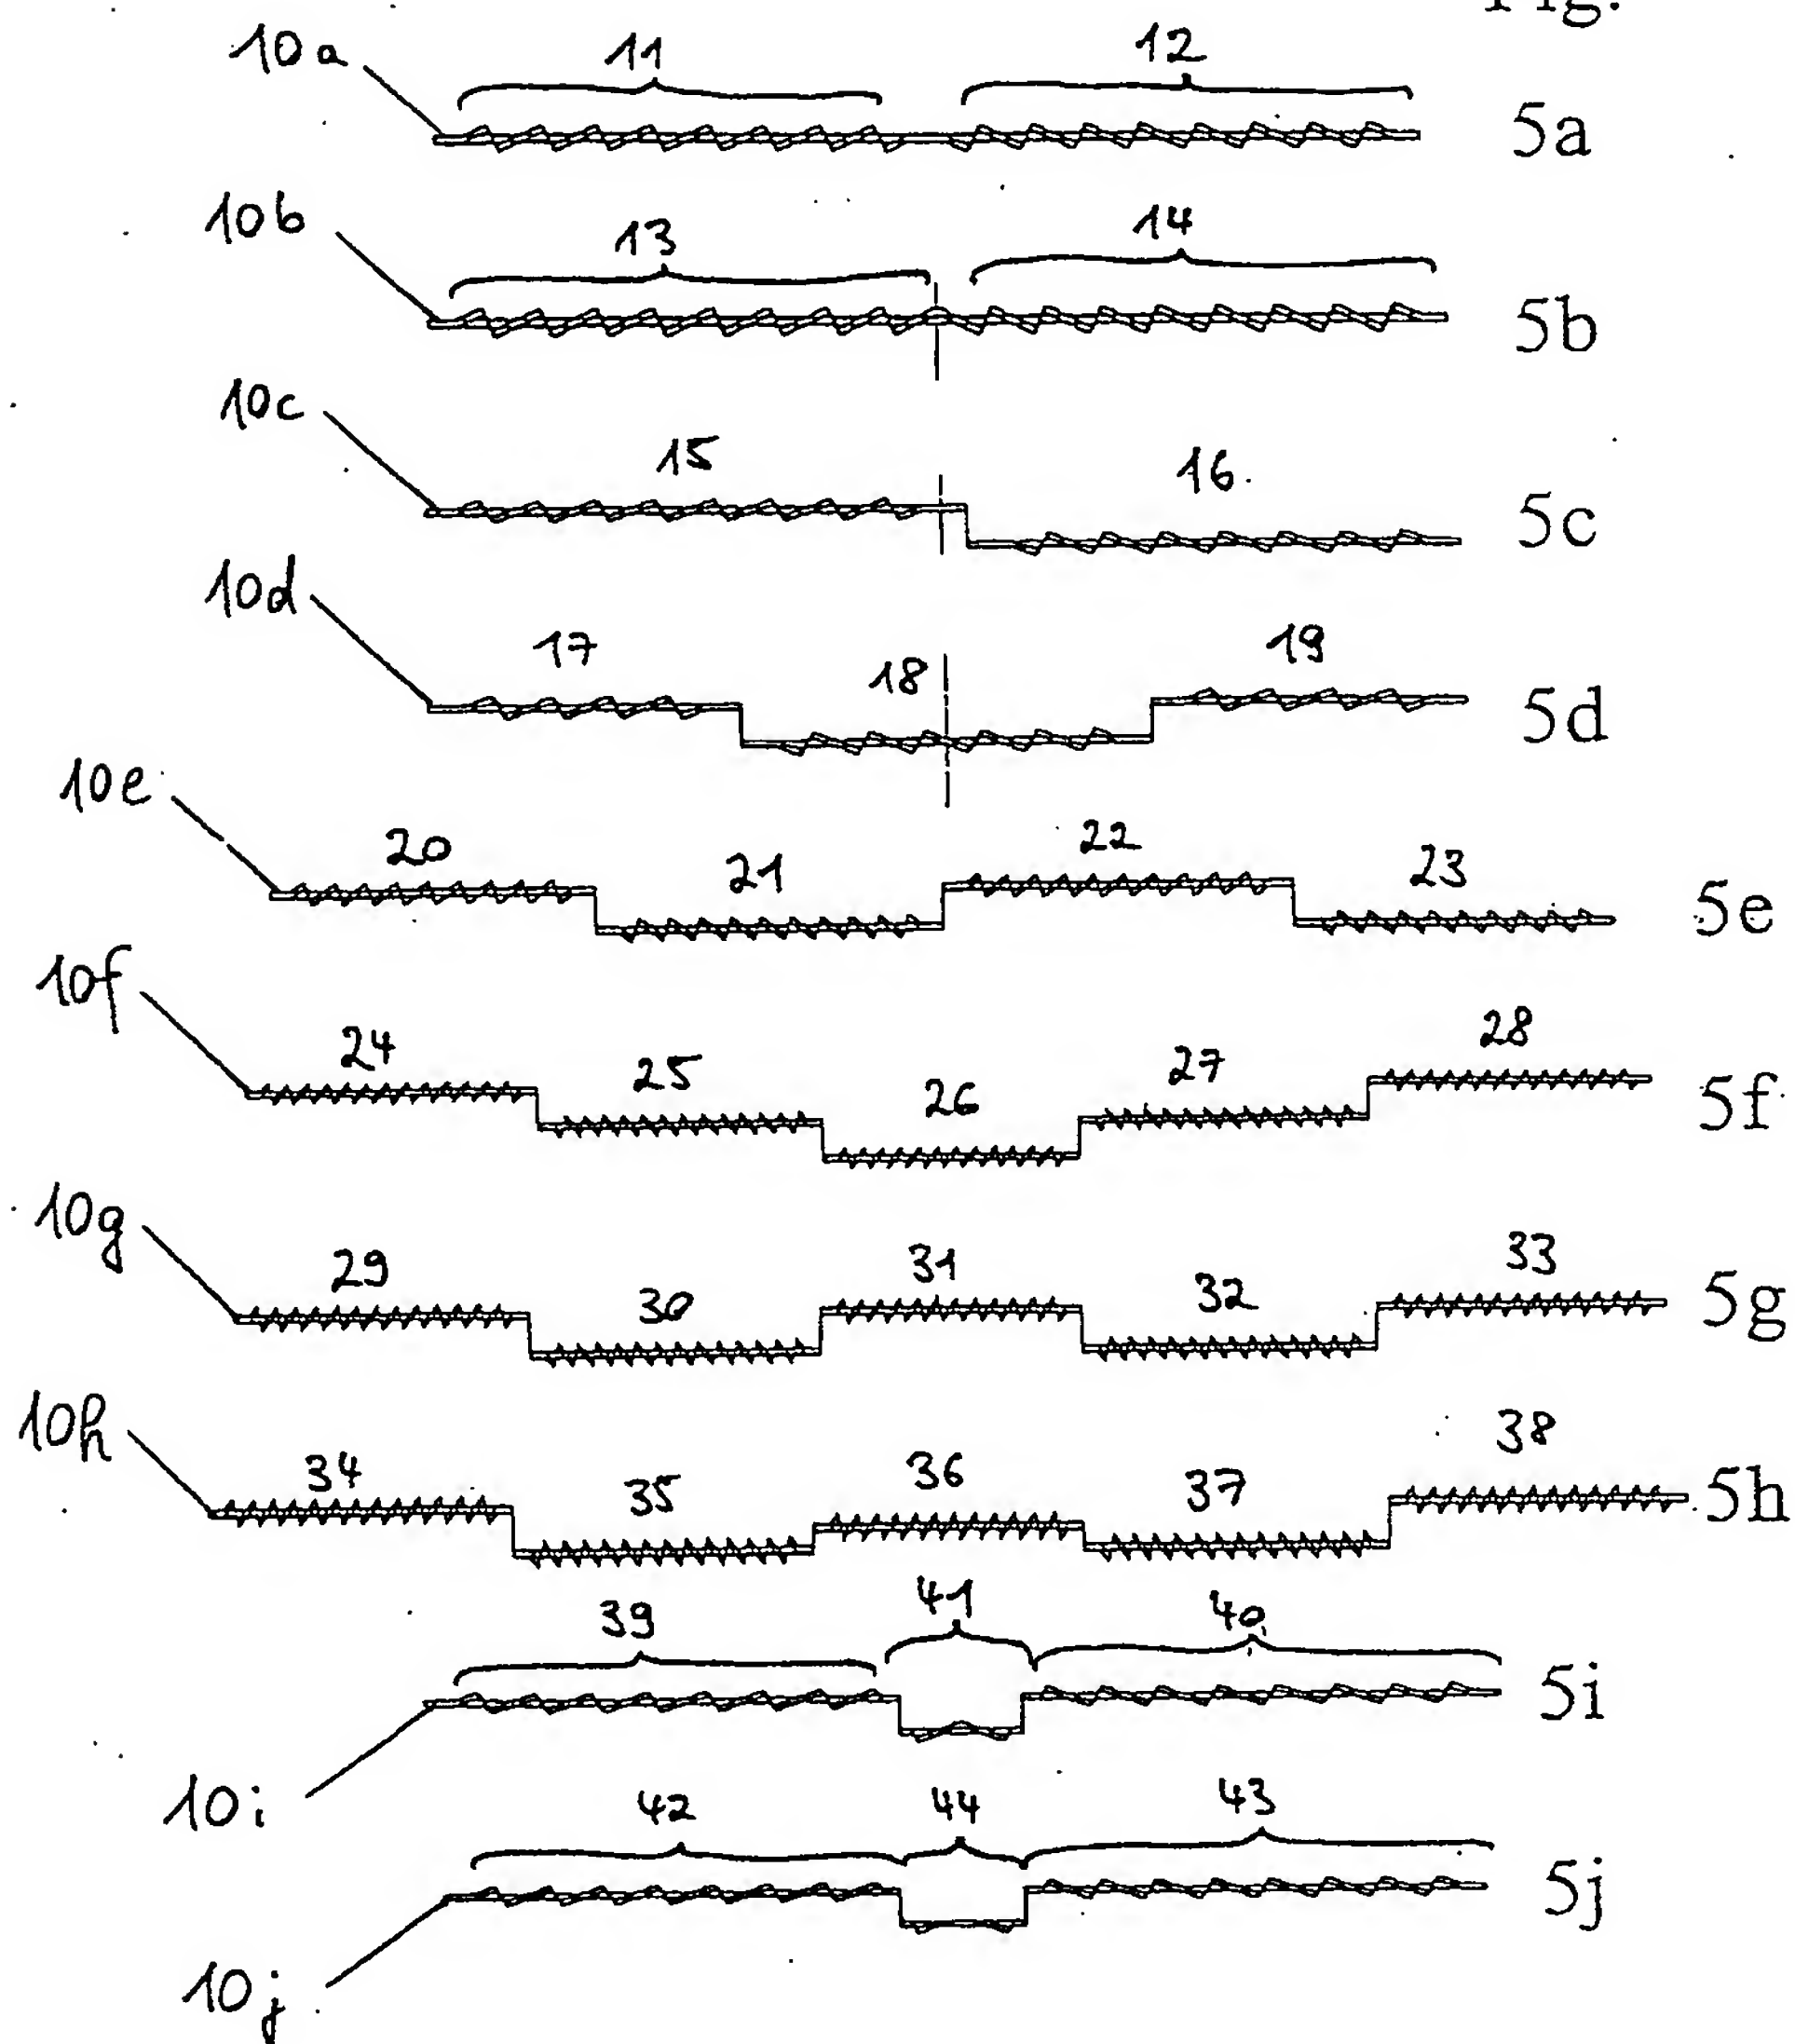 Fig.
10a 11 12 5a
10b 13 14 5b
10c 15 16 5c
10d 17 18 19 5d
10e 20 21 22 23 5e
10f 24 25 26 27 28 5f
10g 29 30 31 32 33 5g
10h 34 35 36 37 38 5h
39 41 40 5i
10i
42 44 43 5j
10j